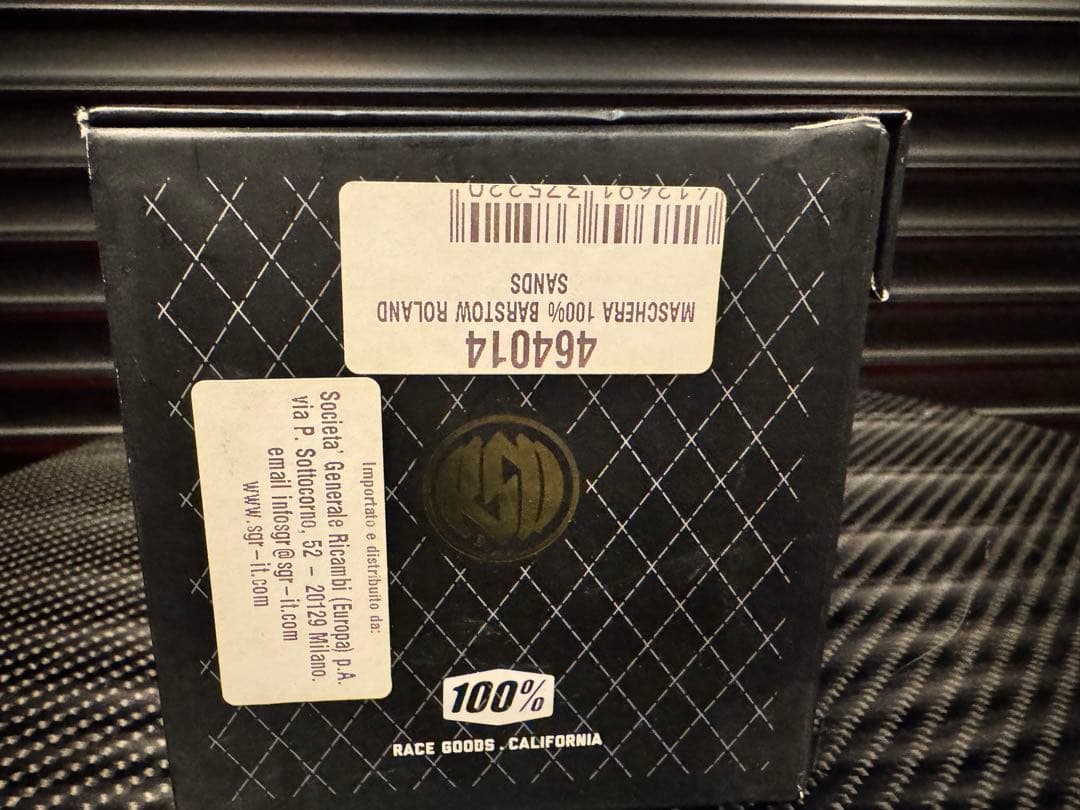 464014
MASCHERA 100% BARSTOW ROLAND
SANDS
Importato e distribuito da:
Societa' Generale Ricambi (Europa) p.A.
via P. Sottocorno, 52 - 20129 Milano.
email infosgr@sgr-it.com
www.sgr-it.com
RSD
100%
RACE GOODS . CALIFORNIA